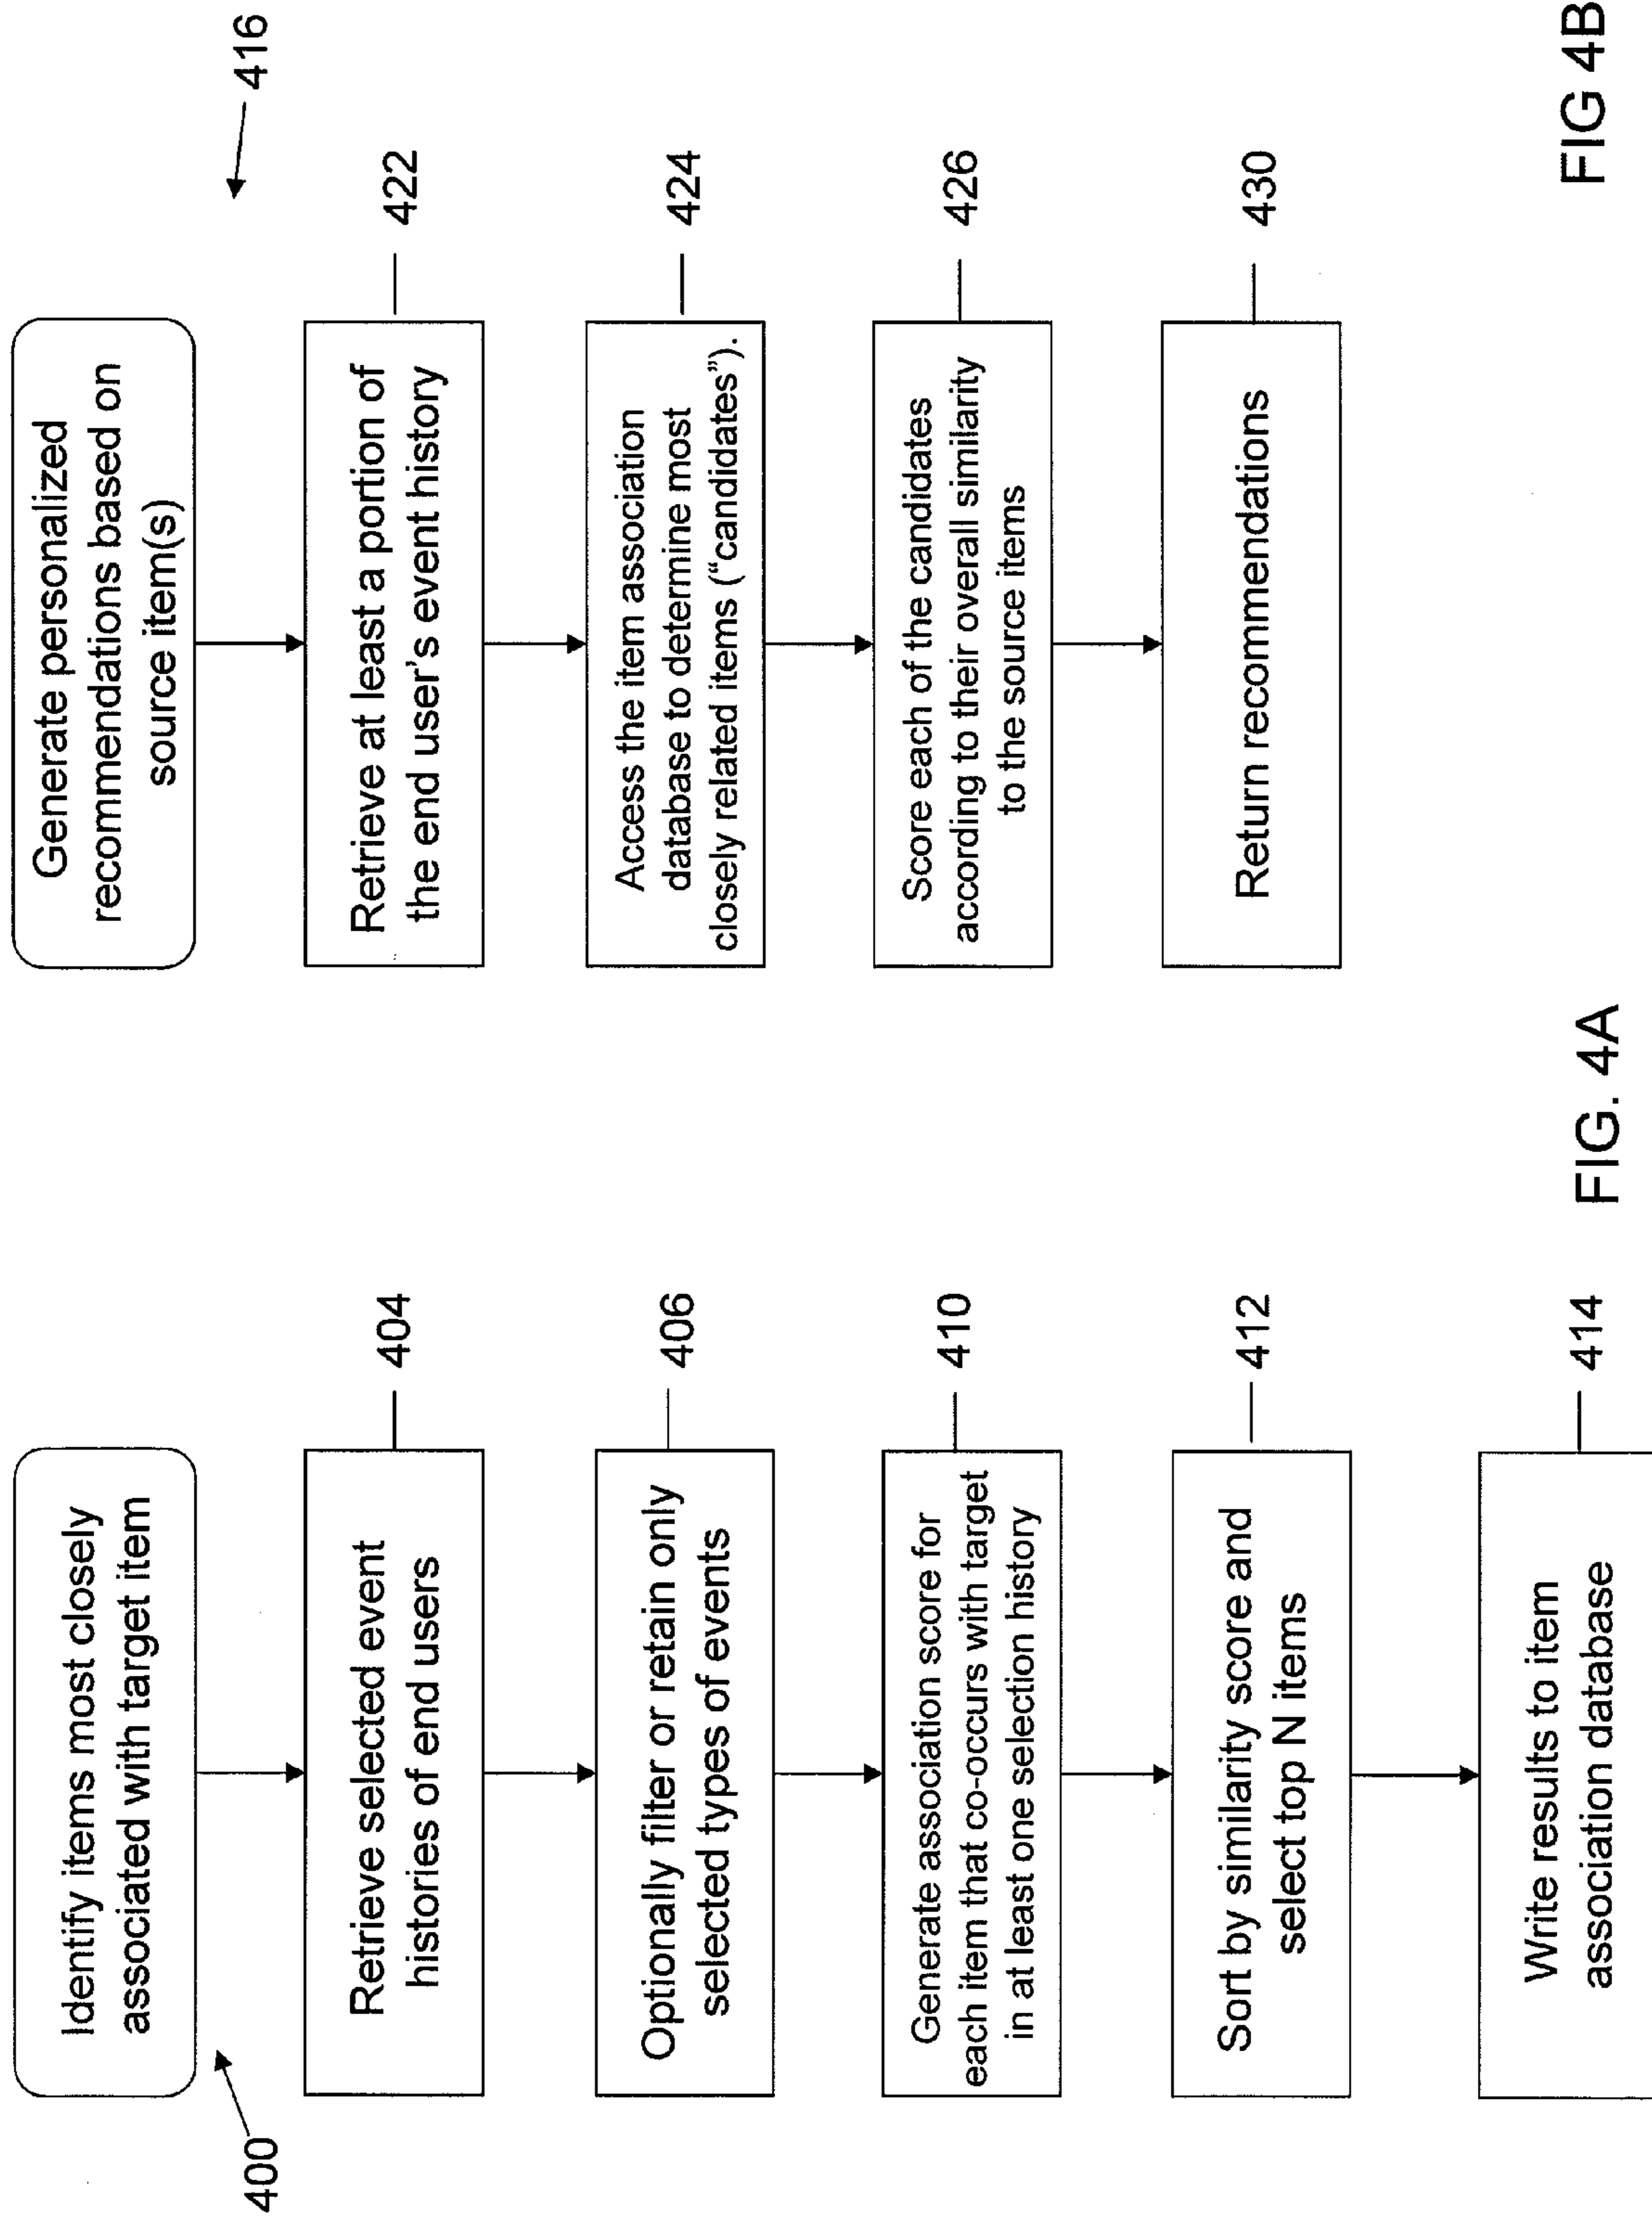 400
Identify items most closely
associated with target item
Retrieve selected event
histories of end users
404
Optionally filter or retain only
selected types of events
406
Generate association score for
each item that co-occurs with target
in at least one selection history
410
Sort by similarity score and
select top N items
412
Write results to item
association database
414
FIG. 4A
416
Generate personalized
recommendations based on
source item(s)
Retrieve at least a portion of
the end user's event history
422
Access the item association
database to determine most
closely related items (“candidates”).
424
Score each of the candidates
according to their overall similarity
to the source items
426
Return recommendations
430
FIG 4B